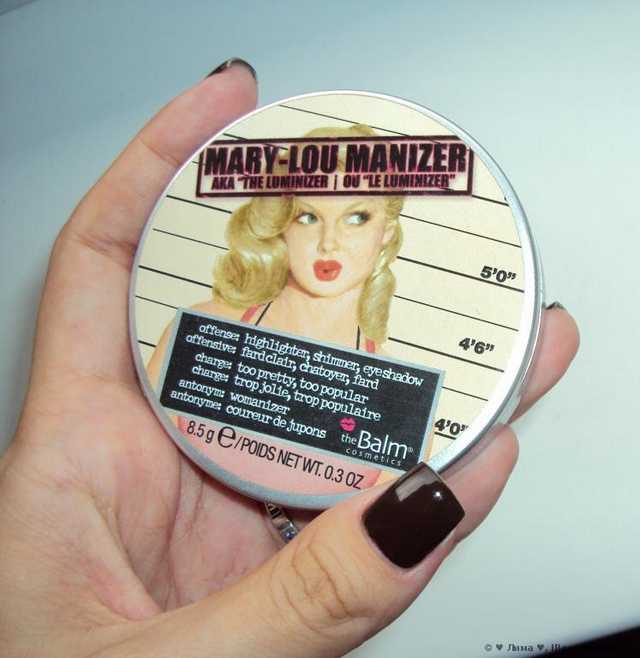 MARY-LOU MANIZER
AKA "THE LUMINIZER | OU "LE LUMINIZER"
5'0"
4'6"
4'0"
offense: highlighter, shimmer, eyeshadow
offensive: fard clair, chatoyer, fard
charge: too pretty, too popular
charge: trop jolie, trop populaire
antonym: womanizer
antonyme: coureur de jupons
theBalm®
cosmetics
8.5 g e/POIDS NET WT. 0.3 OZ
© ♥ Лина ♥,